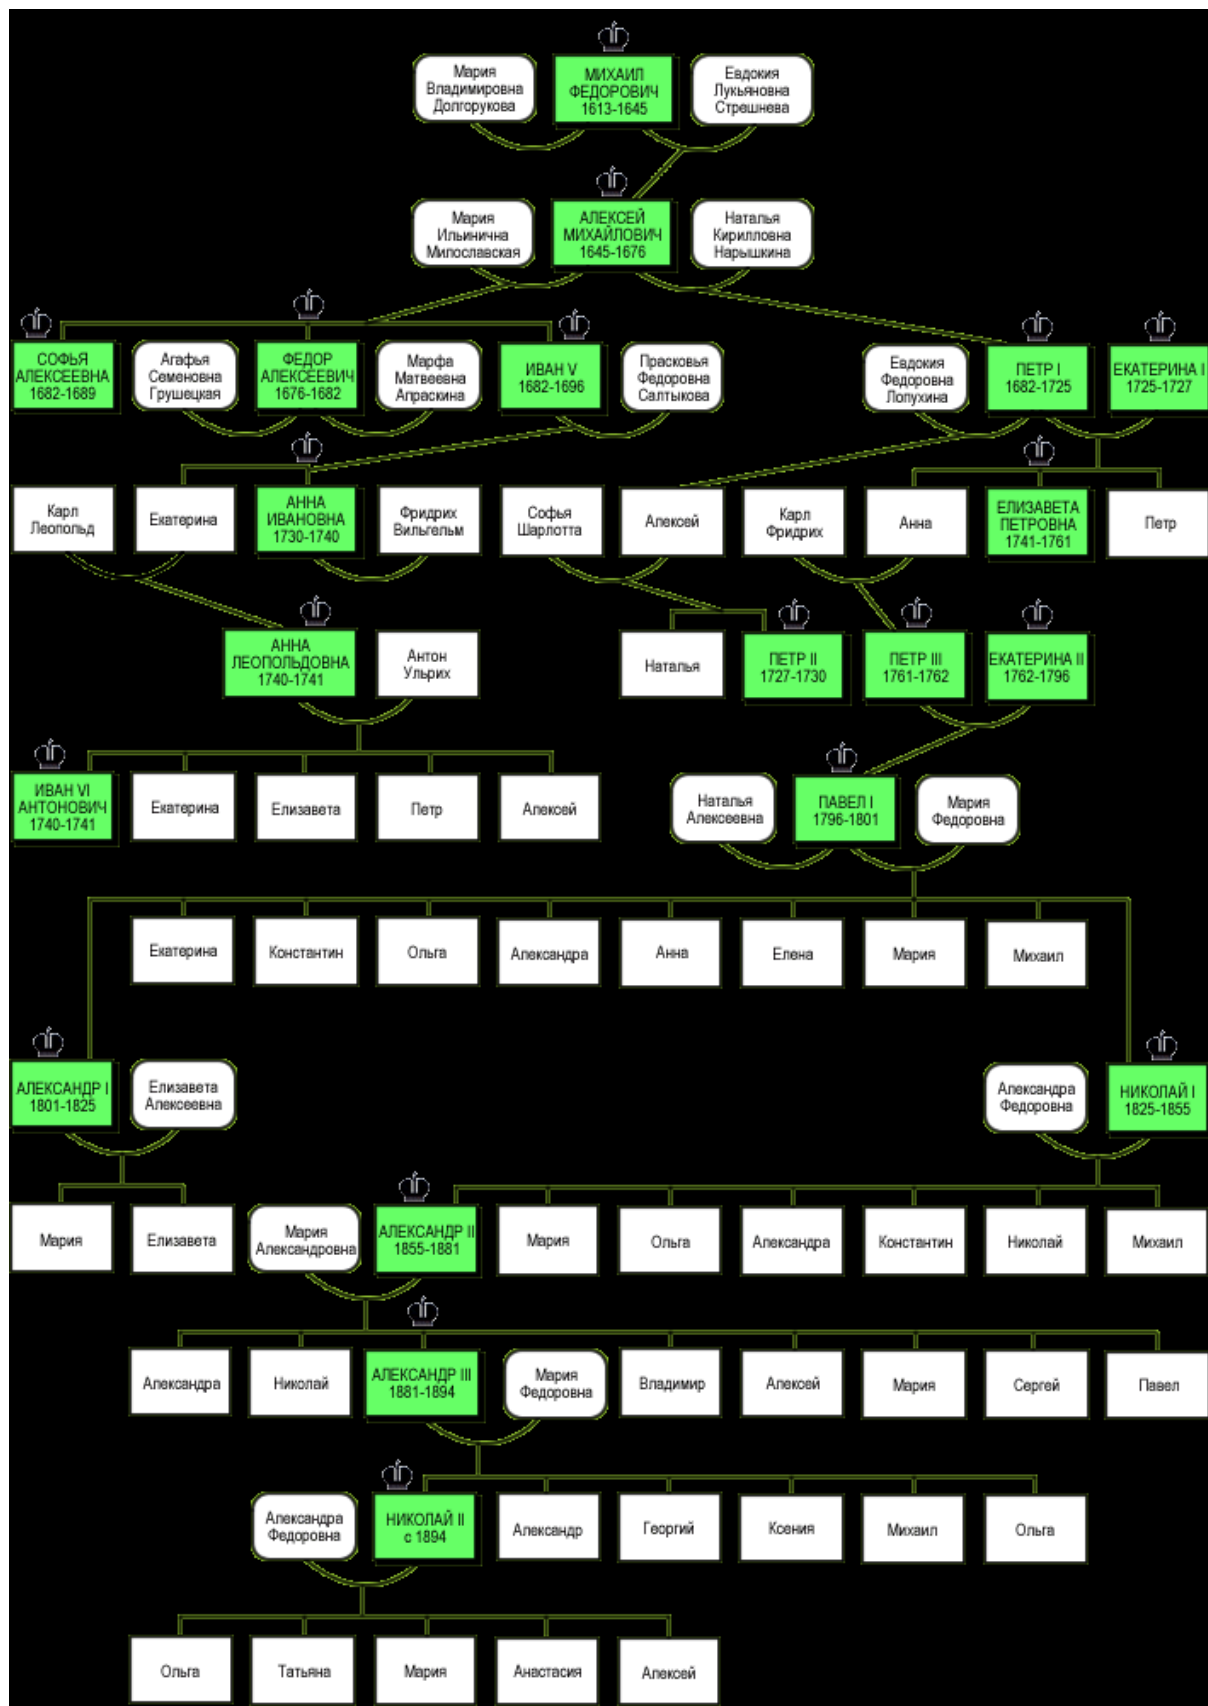 Мария
Владимировна
Долгорукова
МИХАИЛ
ФЕДОРОВИЧ
1613-1645
Евдокия
Лукьяновна
Стрешнева
Мария
Ильинична
Милославская
АЛЕКСЕЙ
МИХАЙЛОВИЧ
1645-1676
Наталья
Кирилловна
Нарышкина
СОФЬЯ
АЛЕКСЕЕВНА
1682-1689
Агафья
Семеновна
Грушецкая
ФЕДОР
АЛЕКСЕЕВИЧ
1676-1682
Марфа
Матвеевна
Апраскина
ИВАН V
1682-1696
Прасковья
Федоровна
Салтыкова
Евдокия
Федоровна
Лопухина
ПЕТР I
1682-1725
ЕКАТЕРИНА I
1725-1727
Карл
Леопольд
Екатерина
АННА
ИВАНОВНА
1730-1740
Фридрих
Вильгельм
Софья
Шарлотта
Алексей
Карл
Фридрих
Анна
ЕЛИЗАВЕТА
ПЕТРОВНА
1741-1761
Петр
АННА
ЛЕОПОЛЬДОВНА
1740-1741
Антон
Ульрих
Наталья
ПЕТР II
1727-1730
ПЕТР III
1761-1762
ЕКАТЕРИНА II
1762-1796
ИВАН VI
АНТОНОВИЧ
1740-1741
Екатерина
Елизавета
Петр
Алексей
Наталья
Алексеевна
ПАВЕЛ I
1796-1801
Мария
Федоровна
Екатерина
Константин
Ольга
Александра
Анна
Елена
Мария
Михаил
АЛЕКСАНДР I
1801-1825
Елизавета
Алексеевна
Александра
Федоровна
НИКОЛАЙ I
1825-1855
Мария
Елизавета
Мария
Александровна
АЛЕКСАНДР II
1855-1881
Мария
Ольга
Александра
Константин
Николай
Михаил
Александра
Николай
АЛЕКСАНДР III
1881-1894
Мария
Федоровна
Владимир
Алексей
Мария
Сергей
Павел
Александра
Федоровна
НИКОЛАЙ II
с 1894
Александр
Георгий
Ксения
Михаил
Ольга
Ольга
Татьяна
Мария
Анастасия
Алексей